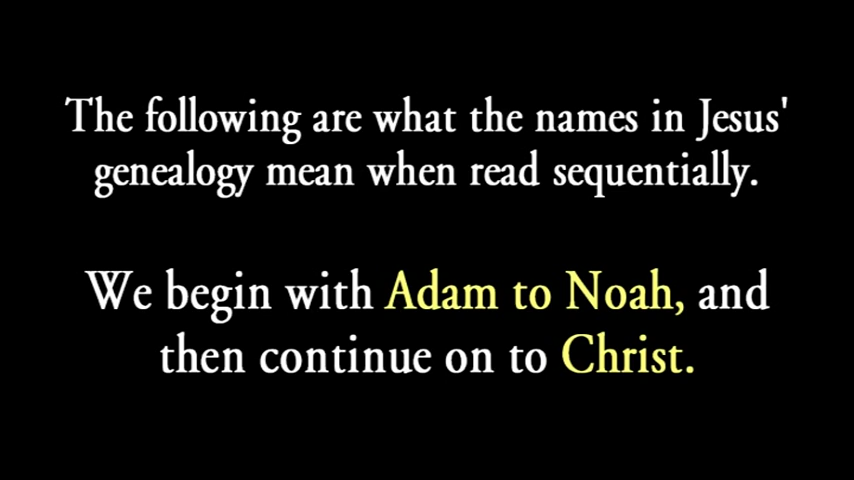 The following are what the names in Jesus'
genealogy mean when read sequentially.
We begin with Adam to Noah, and
then continue on to Christ.